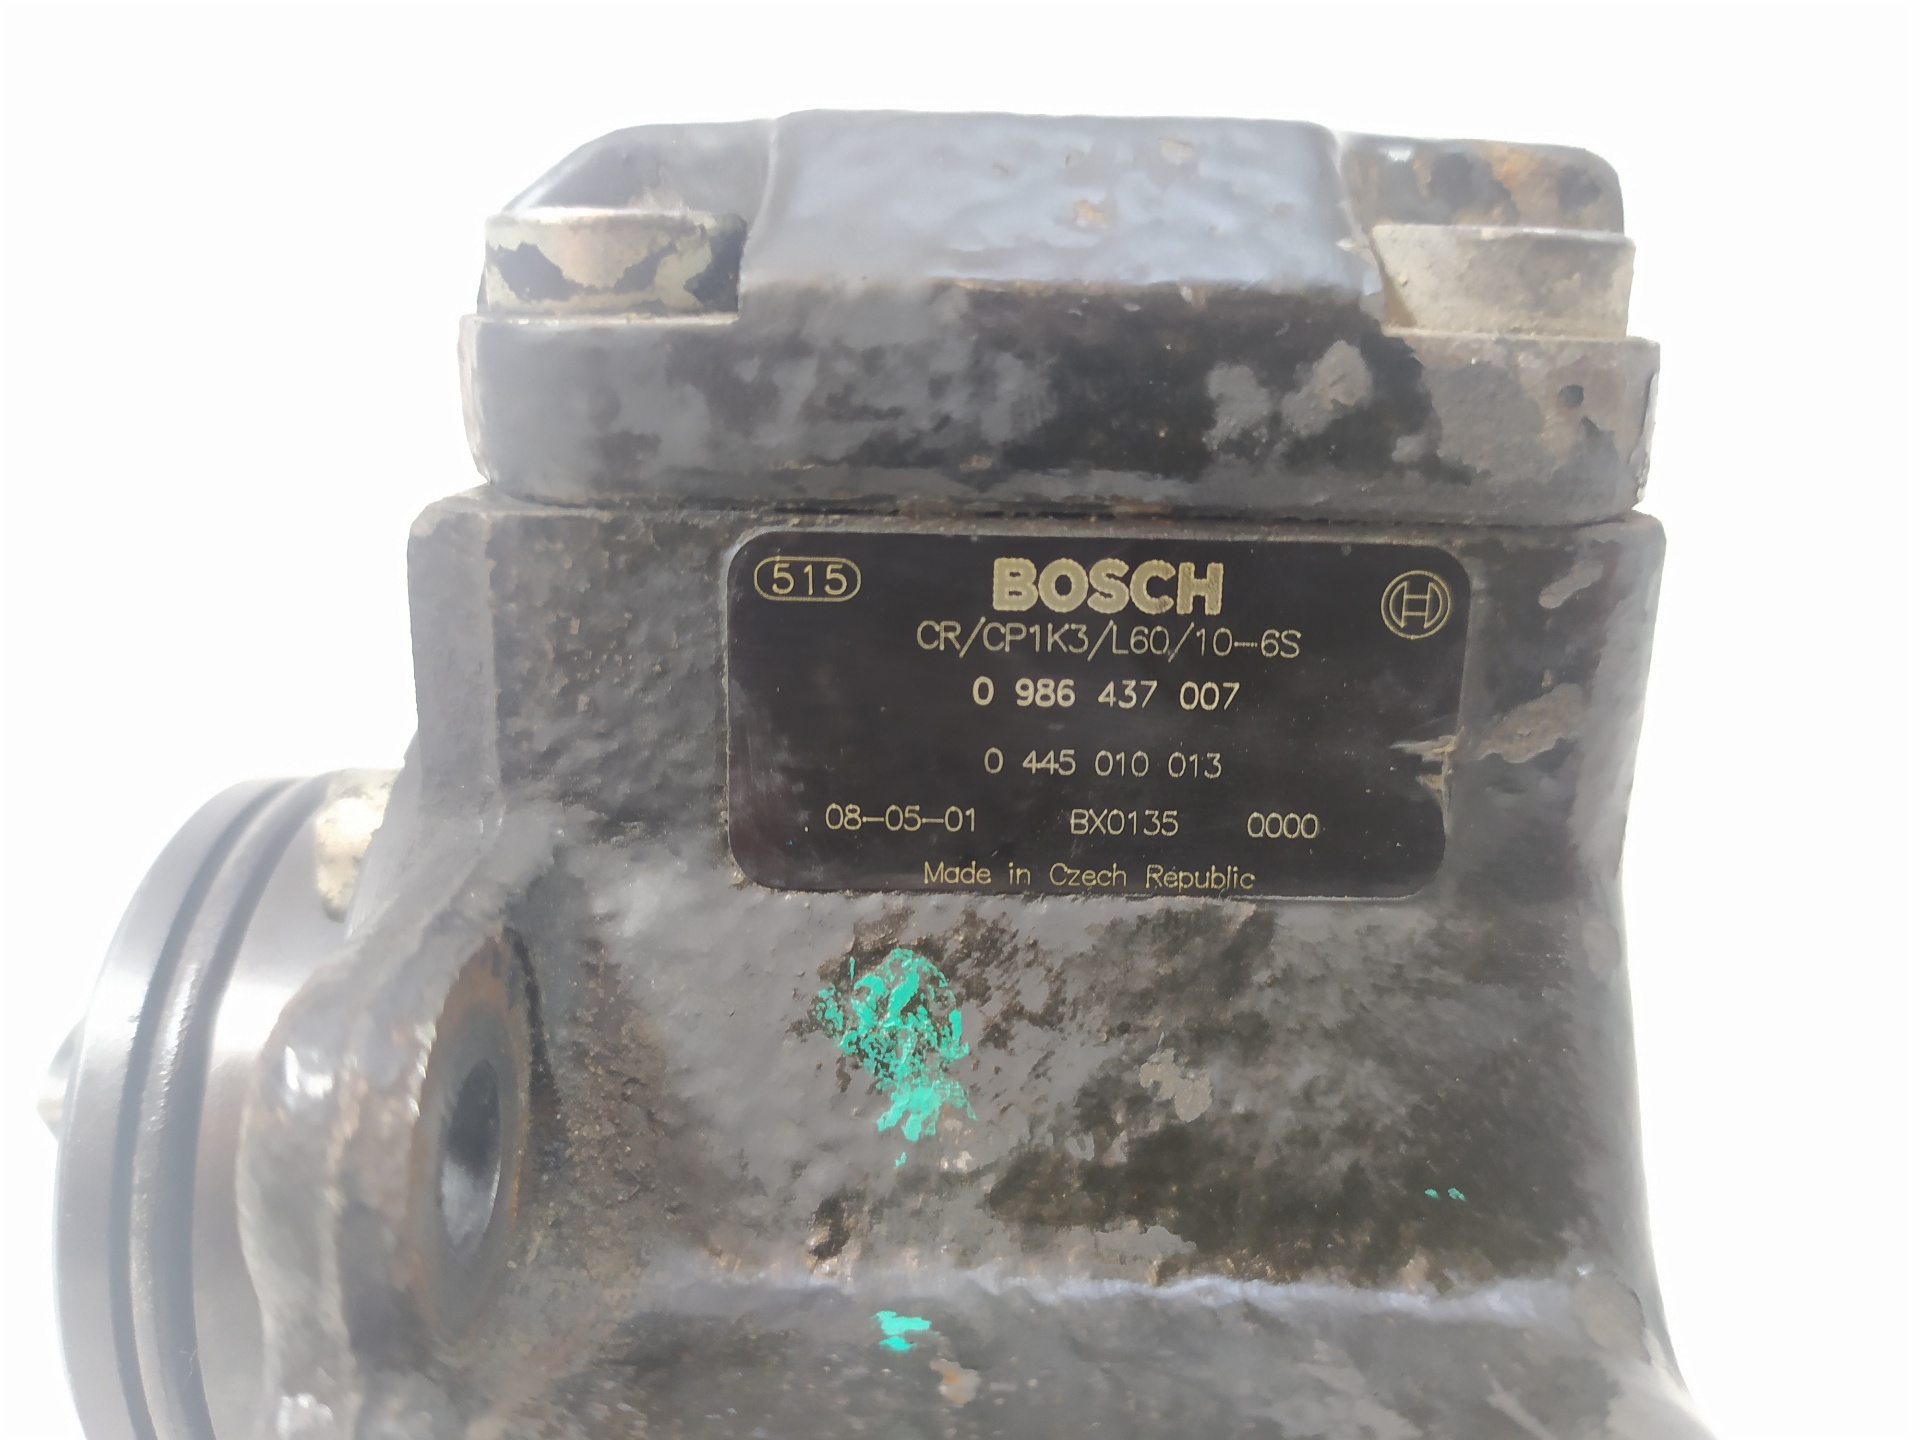 515 BOSCH
CR/CP1K3/L60/10-6S
0 986 437 007
0 445 010 013
08-05-01 BX0135 0000
Made in Czech Republic